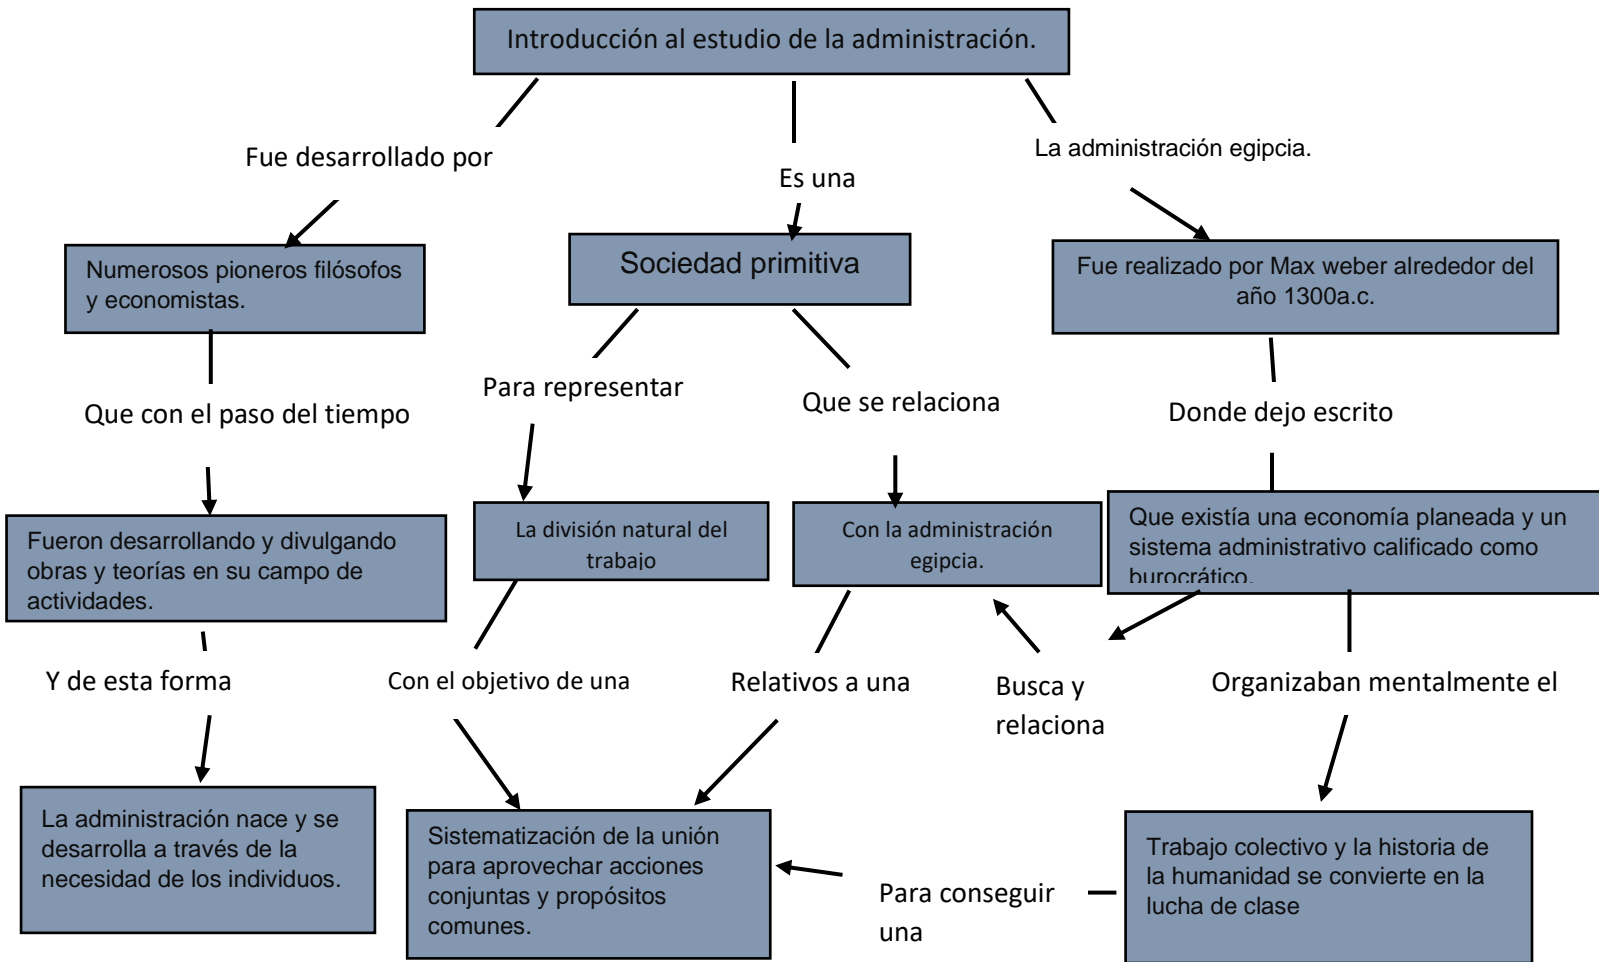 Introducción al estudio de la administración.
Fue desarrollado por
Es una
La administración egipcia.
Numerosos pioneros filósofos
y economistas.
Sociedad primitiva
Fue realizado por Max weber alrededor del
año 1300a.c.
Que con el paso del tiempo
Para representar
Que se relaciona
Donde dejo escrito
Fueron desarrollando y divulgando
obras y teorías en su campo de
actividades.
La división natural del
trabajo
Con la administración
egipcia.
Que existía una economía planeada y un
sistema administrativo calificado como
burocrático.
Y de esta forma
Con el objetivo de una
Relativos a una
Busca y
relaciona
Organizaban mentalmente el
La administración nace y se
desarrolla a través de la
necesidad de los individuos.
Sistematización de la unión
para aprovechar acciones
conjuntas y propósitos
comunes.
Para conseguir
una
Trabajo colectivo y la historia de
la humanidad se convierte en la
lucha de clase